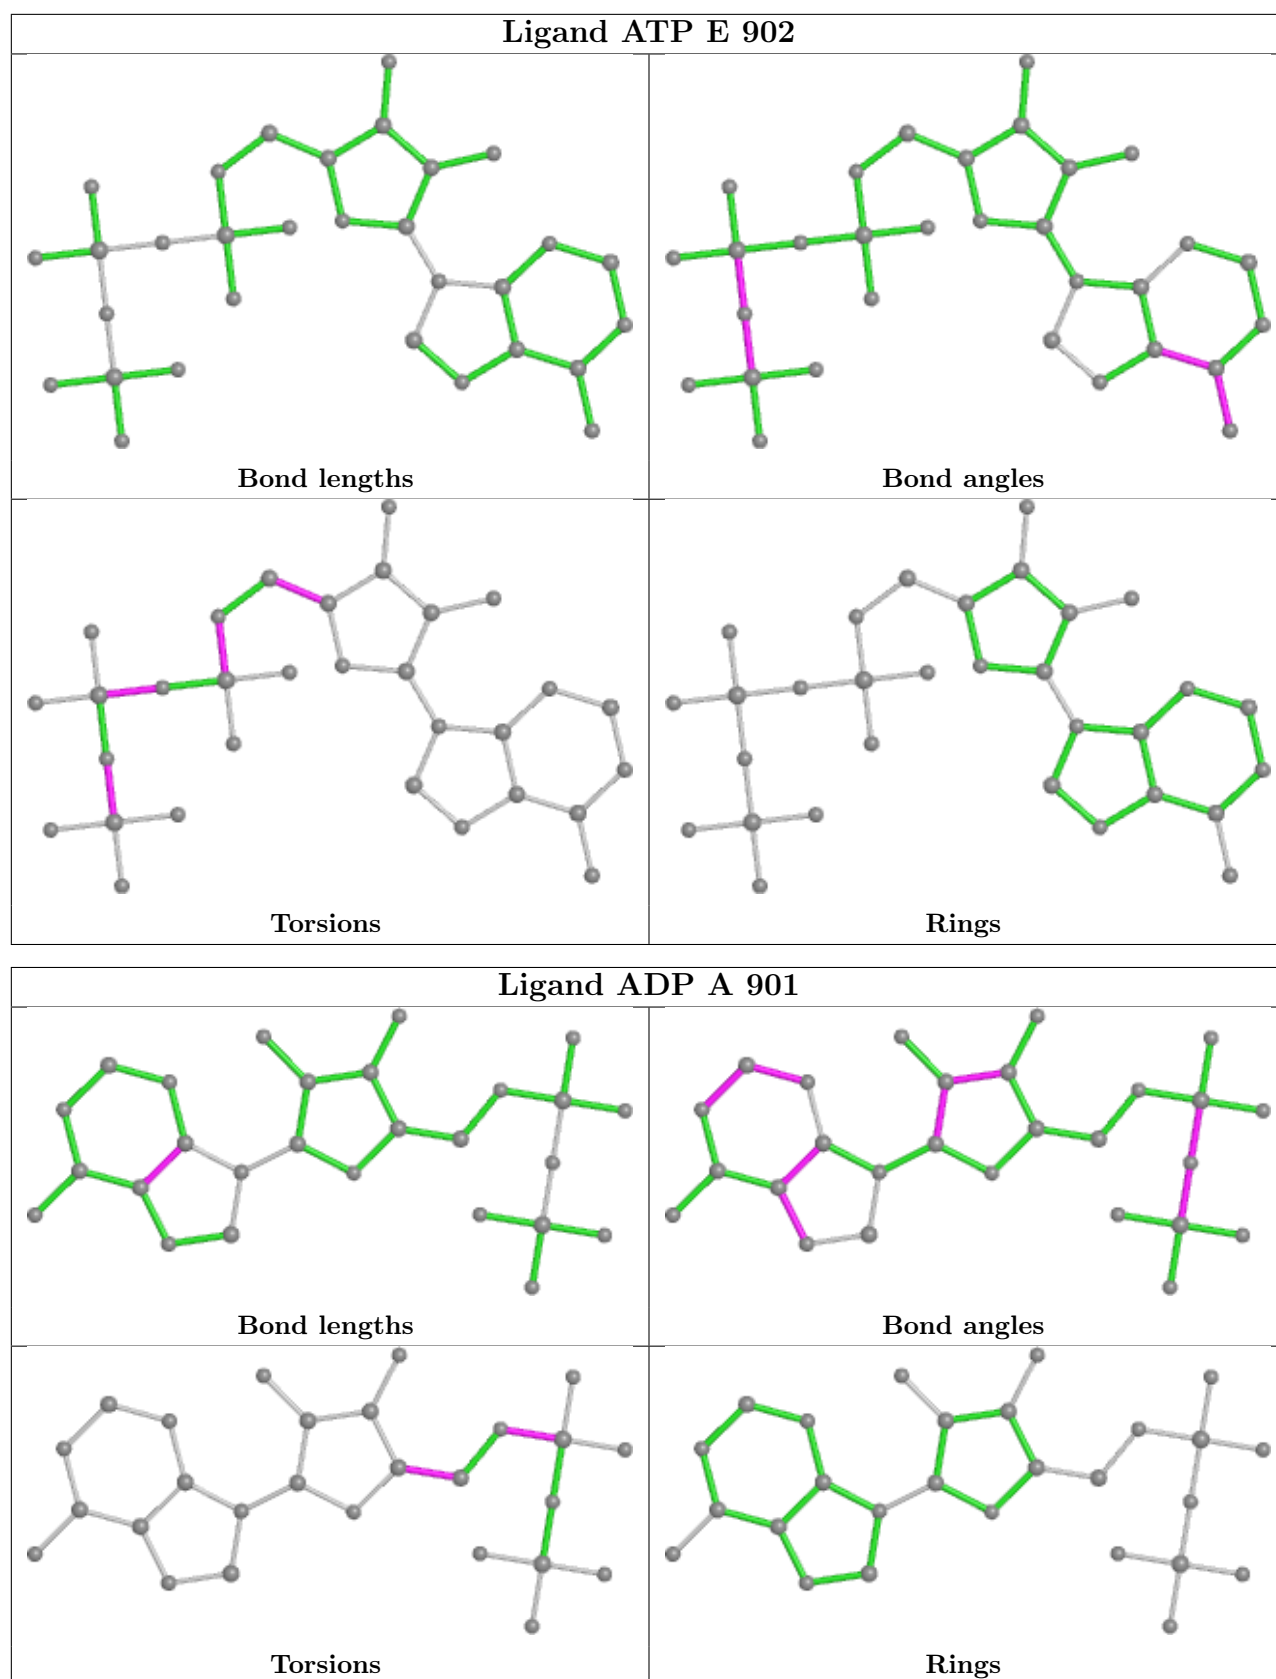 Ligand ATP E 902
Bond lengths
Bond angles
Torsions
Rings
Ligand ADP A 901
Bond lengths
Bond angles
Torsions
Rings